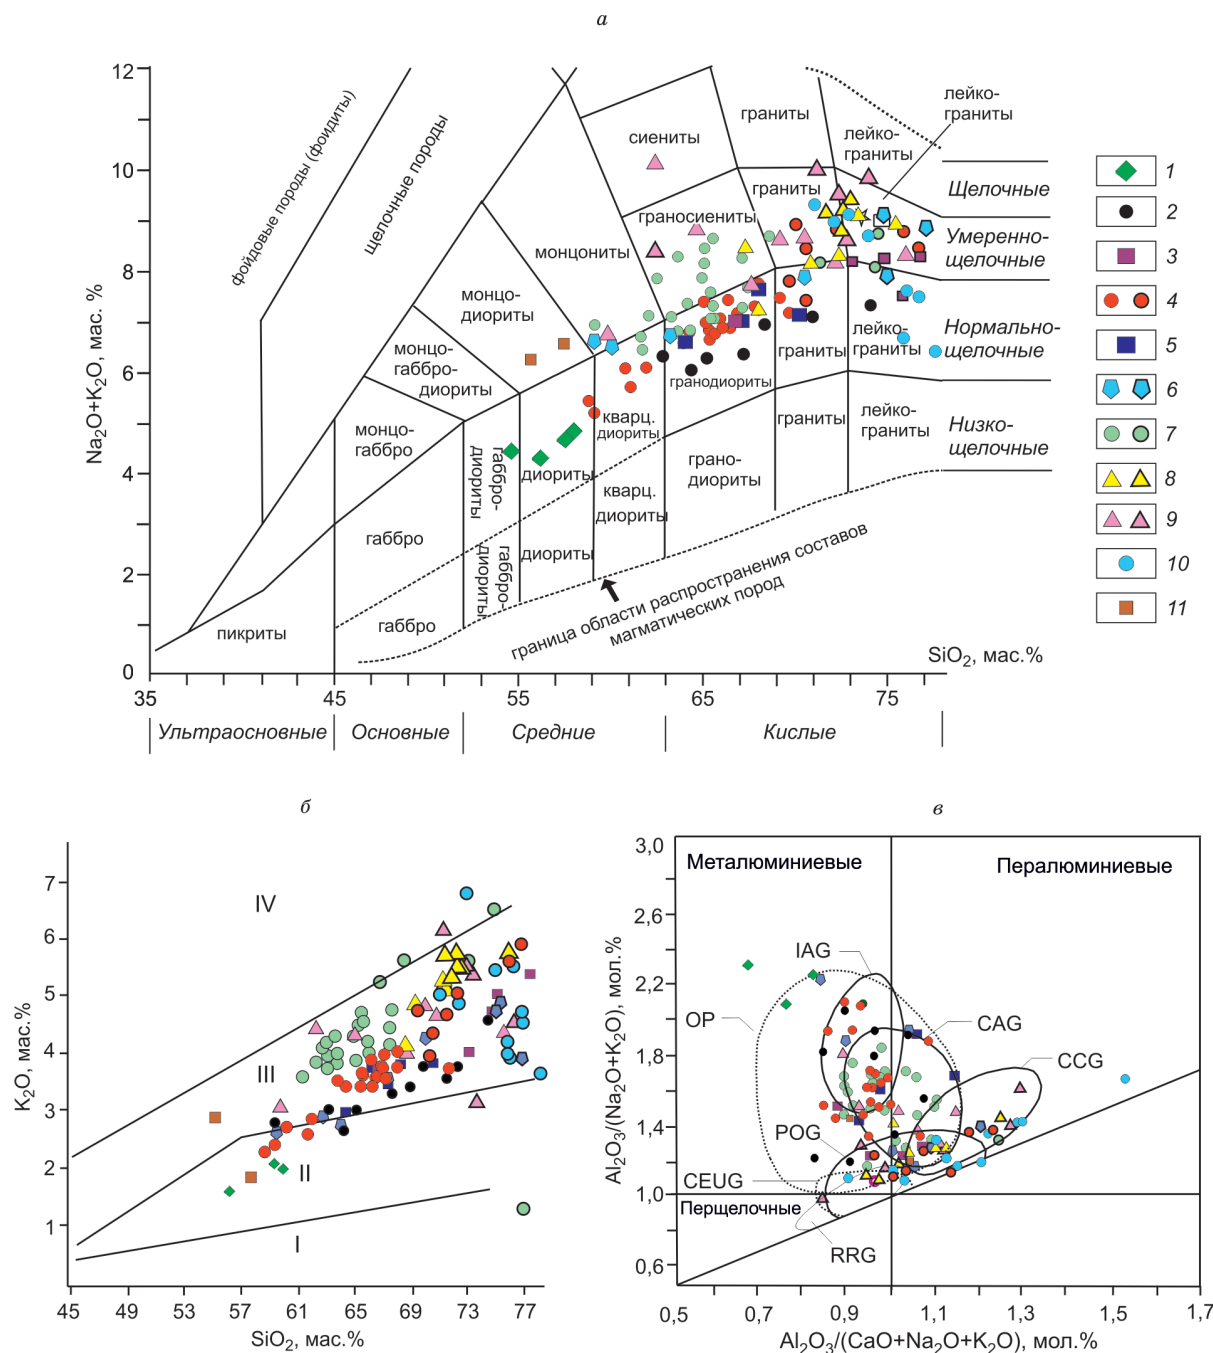 а
Na₂O+K₂O, мас. %
12
10
8
6
4
2
0
35
45
55
65
75
SiO₂, мас.%
Ультраосновные
Основные
Средние
Кислые
фоидовые породы (фоидиты)
щелочные породы
сиениты
граниты
лейко-
граниты
лейко-
граниты
граносиениты
граниты
монцониты
монцо-
диориты
монцо-
габбро-
диориты
монцо-
габбро
габбро-
диориты
диориты
кварц.
диориты
гранодиориты
граниты
лейко-
граниты
габбро
габбро-
диориты
диориты
кварц.
диориты
грано-
диориты
граниты
лейко-
граниты
пикриты
габбро
граница области распространения составов
магматических пород
Щелочные
Умеренно-
щелочные
Нормально-
щелочные
Низко-
щелочные
1
2
3
4
5
6
7
8
9
10
11
б
K₂O, мас.%
7
6
5
4
3
2
1
IV
III
II
I
45
49
53
57
61
65
69
73
77
SiO₂, мас.%
в
Al₂O₃/(Na₂O+K₂O), мол.%
3,0
2,6
2,2
1,8
1,4
1,0
0,6
Металюминиевые
Пералюминиевые
IAG
OP
CAG
CCG
POG
CEUG
Перщелочные
RRG
0,5
0,7
0,9
1,1
1,3
1,5
1,7
Al₂O₃/(CaO+Na₂O+K₂O), мол.%